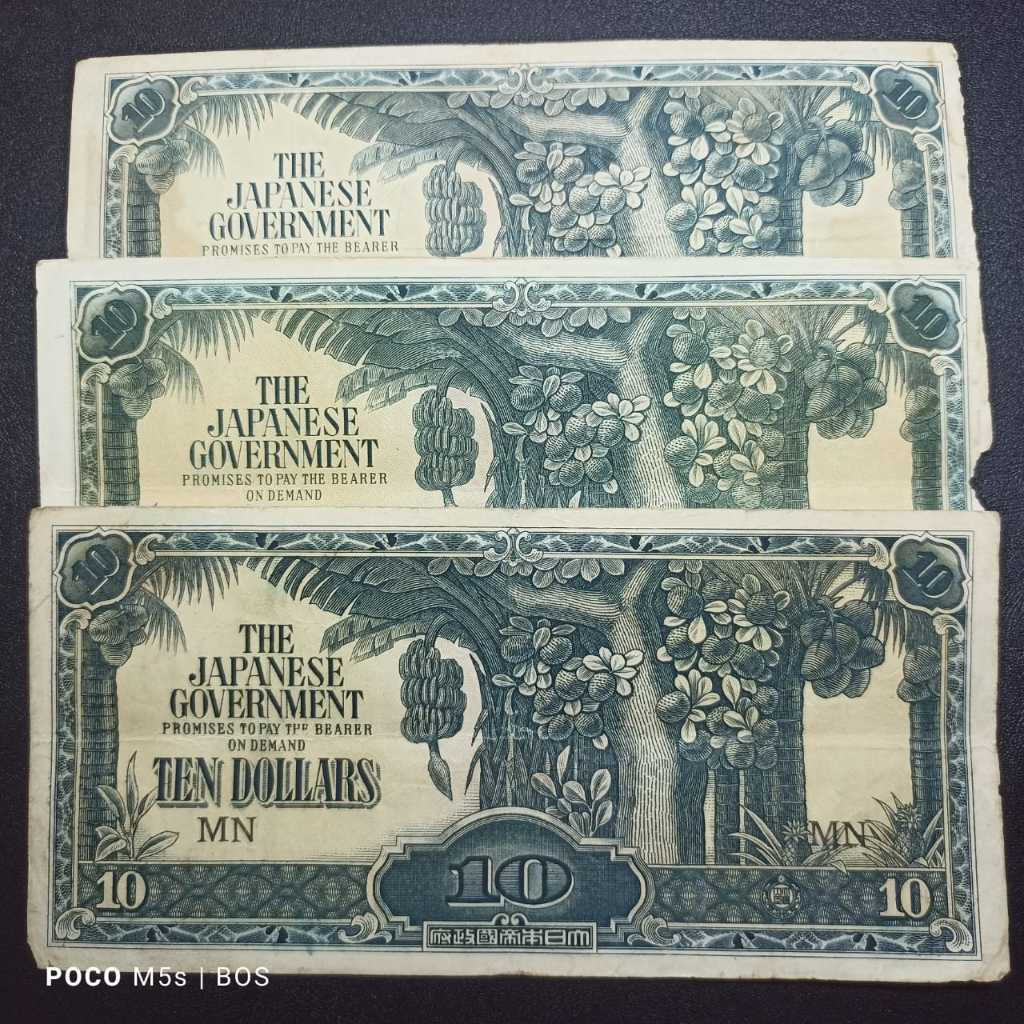 10 10
THE
JAPANESE
GOVERNMENT
PROMISES TO PAY THE BEARER
10 10
THE
JAPANESE
GOVERNMENT
PROMISES TO PAY THE BEARER
ON DEMAND
10 10
THE
JAPANESE
GOVERNMENT
PROMISES TO PAY THE BEARER
ON DEMAND
TEN DOLLARS
MN MN
10 10 10
大日本帝國政府
POCO M5s | BOS